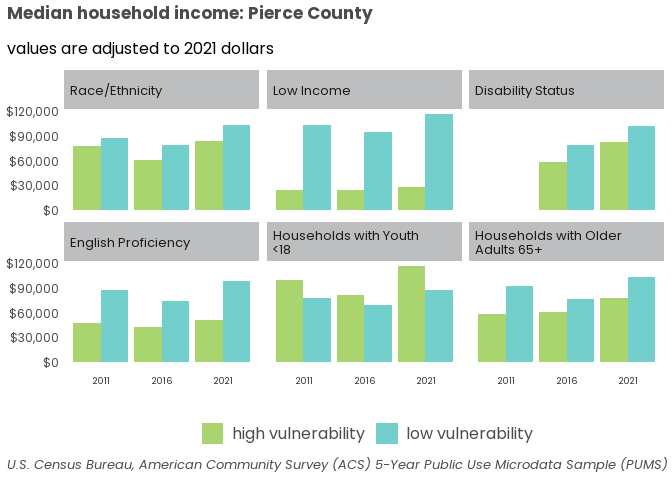 Median household income: Pierce County
values are adjusted to 2021 dollars
Race/Ethnicity
Low Income
Disability Status
$120,000
$90,000
$60,000
$30,000
$0
English Proficiency
Households with Youth
<18
Households with Older
Adults 65+
$120,000
$90,000
$60,000
$30,000
$0
2011 2016 2021
2011 2016 2021
2011 2016 2021
high vulnerability
low vulnerability
U.S. Census Bureau, American Community Survey (ACS) 5-Year Public Use Microdata Sample (PUMS)